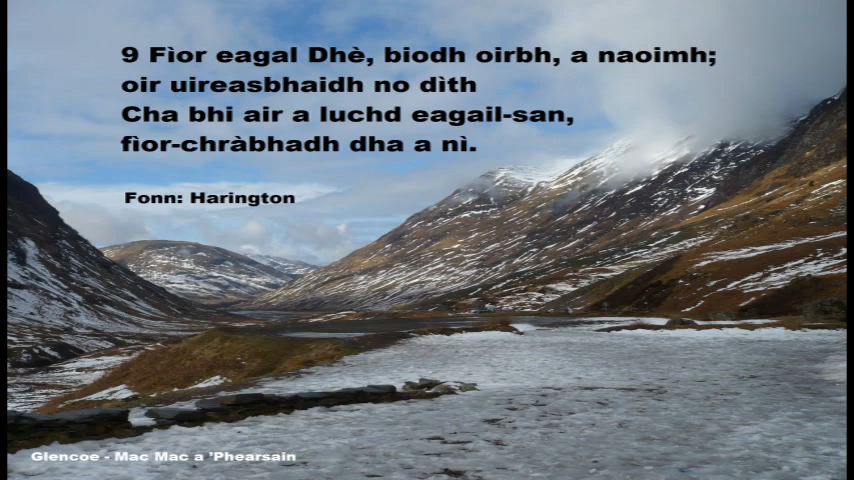 9 Fìor eagal Dhè, biodh oirbh, a naoimh;
oir uireasbhaidh no dìth
Cha bhi air a luchd eagail-san,
fìor-chràbhadh dha a nì.
Fonn: Harington
Glencoe - Mac Mac a 'Phearsain